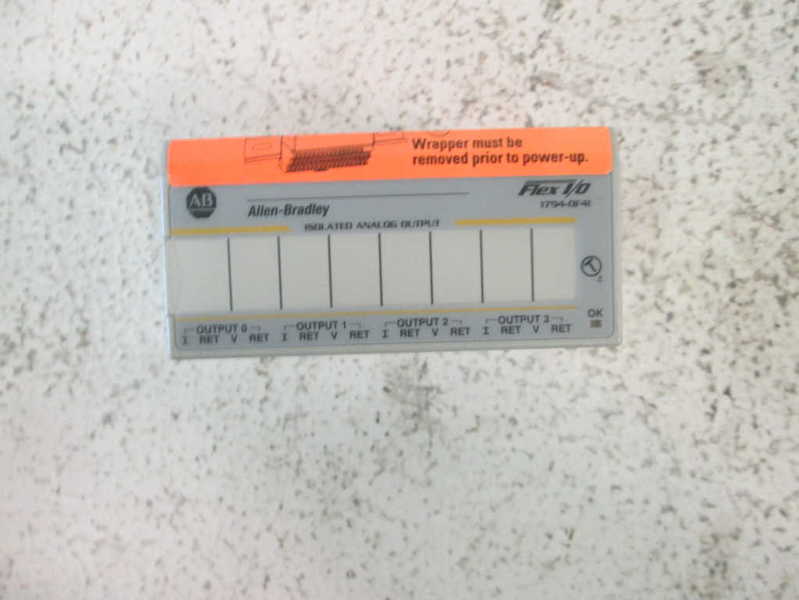 Wrapper must be
removed prior to power-up.
AB
Allen-Bradley
Flex I/O
1794-OF4I
ISOLATED ANALOG OUTPUT
OUTPUT 0 OUTPUT 1 OUTPUT 2 OUTPUT 3
I RET V RET I RET V RET I RET V RET I RET V RET
OK